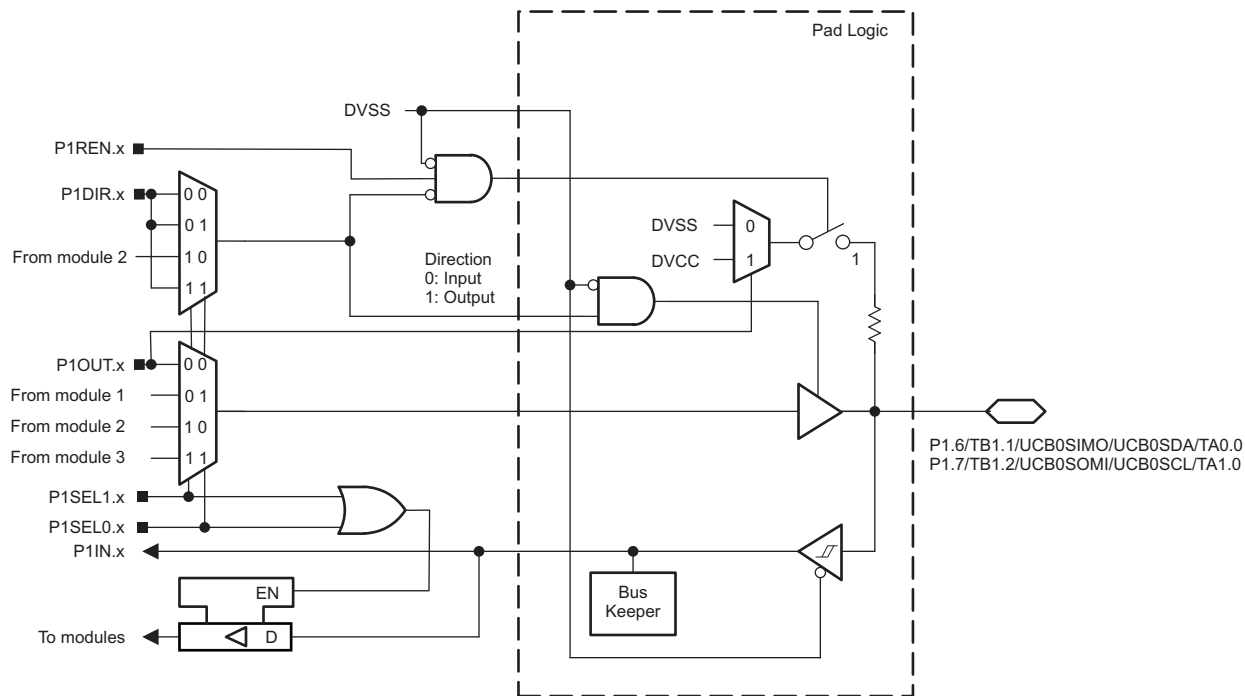 Pad Logic
DVSS
P1REN.x
P1DIR.x
0 0
0 1
From module 2
1 0
1 1
Direction
0: Input
1: Output
DVSS
0
DVCC
1
1
P1OUT.x
0 0
From module 1
0 1
From module 2
1 0
From module 3
1 1
P1.6/TB1.1/UCB0SIMO/UCB0SDA/TA0.0
P1.7/TB1.2/UCB0SOMI/UCB0SCL/TA1.0
P1SEL1.x
P1SEL0.x
P1IN.x
EN
Bus
Keeper
To modules
D